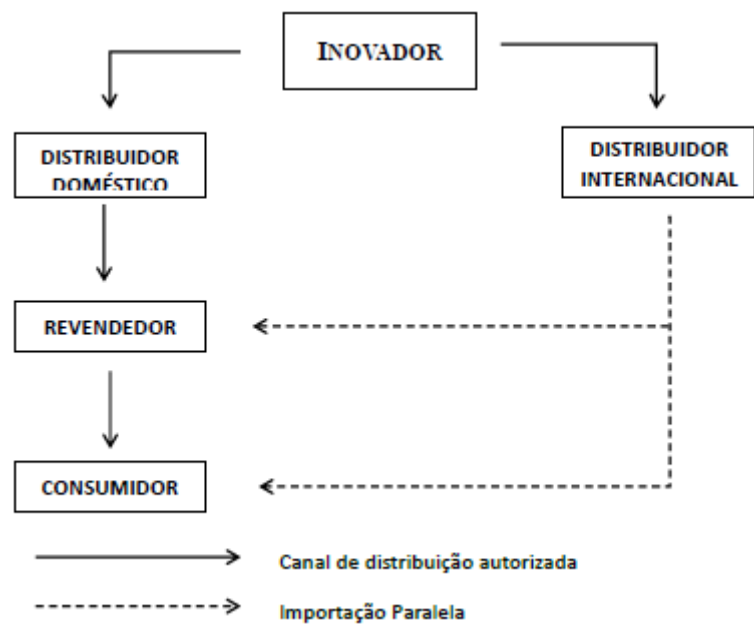 INOVADOR
DISTRIBUIDOR
DOMÉSTICO
DISTRIBUIDOR
INTERNACIONAL
REVENDEDOR
CONSUMIDOR
Canal de distribuição autorizada
Importação Paralela